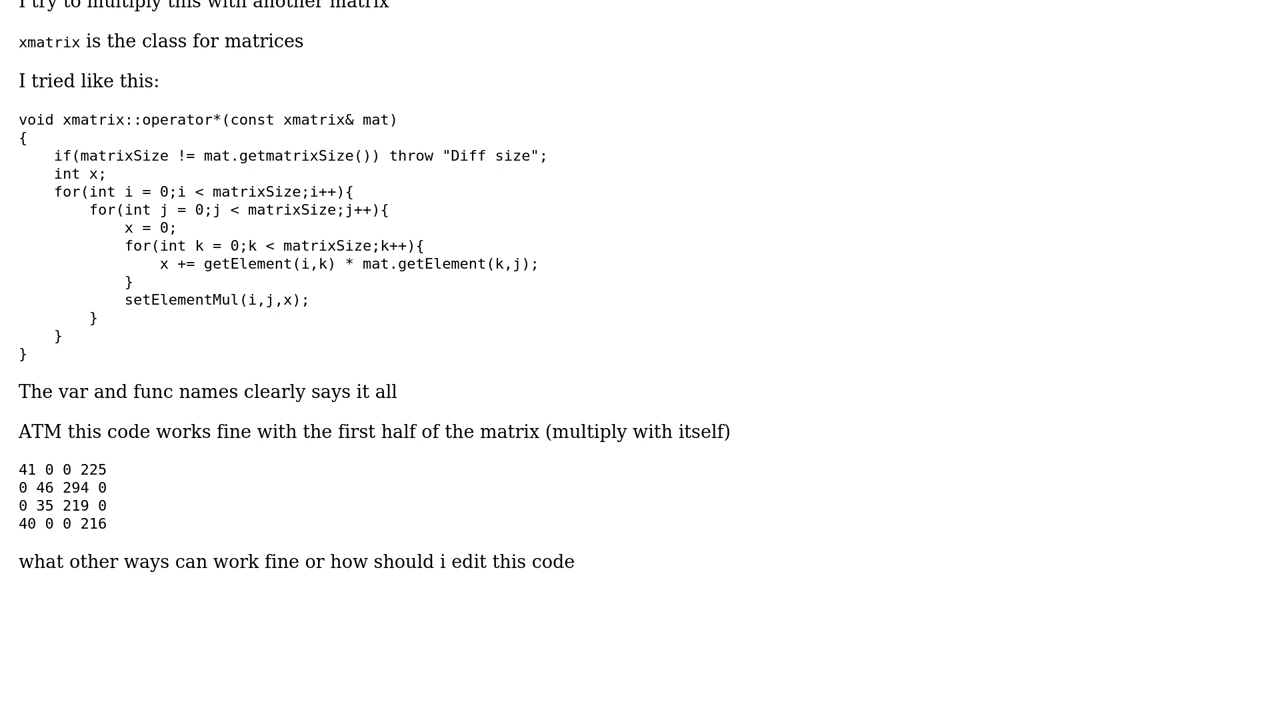 I try to multiply this with another matrix
xmatrix is the class for matrices
I tried like this:
void xmatrix::operator*(const xmatrix& mat)
{
    if(matrixSize != mat.getmatrixSize()) throw "Diff size";
    int x;
    for(int i = 0;i < matrixSize;i++){
        for(int j = 0;j < matrixSize;j++){
            x = 0;
            for(int k = 0;k < matrixSize;k++){
                x += getElement(i,k) * mat.getElement(k,j);
            }
            setElementMul(i,j,x);
        }
    }
}
The var and func names clearly says it all
ATM this code works fine with the first half of the matrix (multiply with itself)
41 0 0 225
0 46 294 0
0 35 219 0
40 0 0 216
what other ways can work fine or how should i edit this code